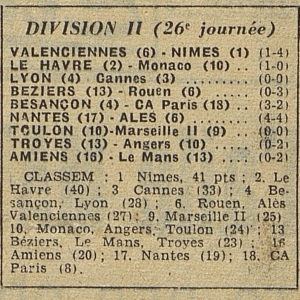 DIVISION II (26e journée)
VALENCIENNES (6) - NIMES (1) (1-4)
LE HAVRE (2) - Monaco (10) .. (1-0)
LYON (4) - Cannes (3) ...... (0-0)
BEZIERS (13) - Rouen (6) .. (0-3)
BESANÇON (4) - CA Paris (18) (3-2)
NANTES (17) - ALES (6) ...... (4-4)
TOULON (10)-Marseille II (9) (0-0)
TROYES (13) - Angers (10) .. (0-2)
AMIENS (16) - Le Mans (13) .. (0-2)
CLASSEM : 1 Nimes, 41 pts ; 2. Le
Havre (40) ; 3 Cannes (33) ; 4 Be-
sançon, Lyon (28) ; 6. Rouen, Alès
Valenciennes (27) ; 9. Marseille II (25)
10, Monaco, Angers, Toulon (24) ; 13
Béziers, Le Mans, Troyes (23) ; 16
Amiens (20) ; 17. Nantes (19) ; 18. CA
Paris (8).